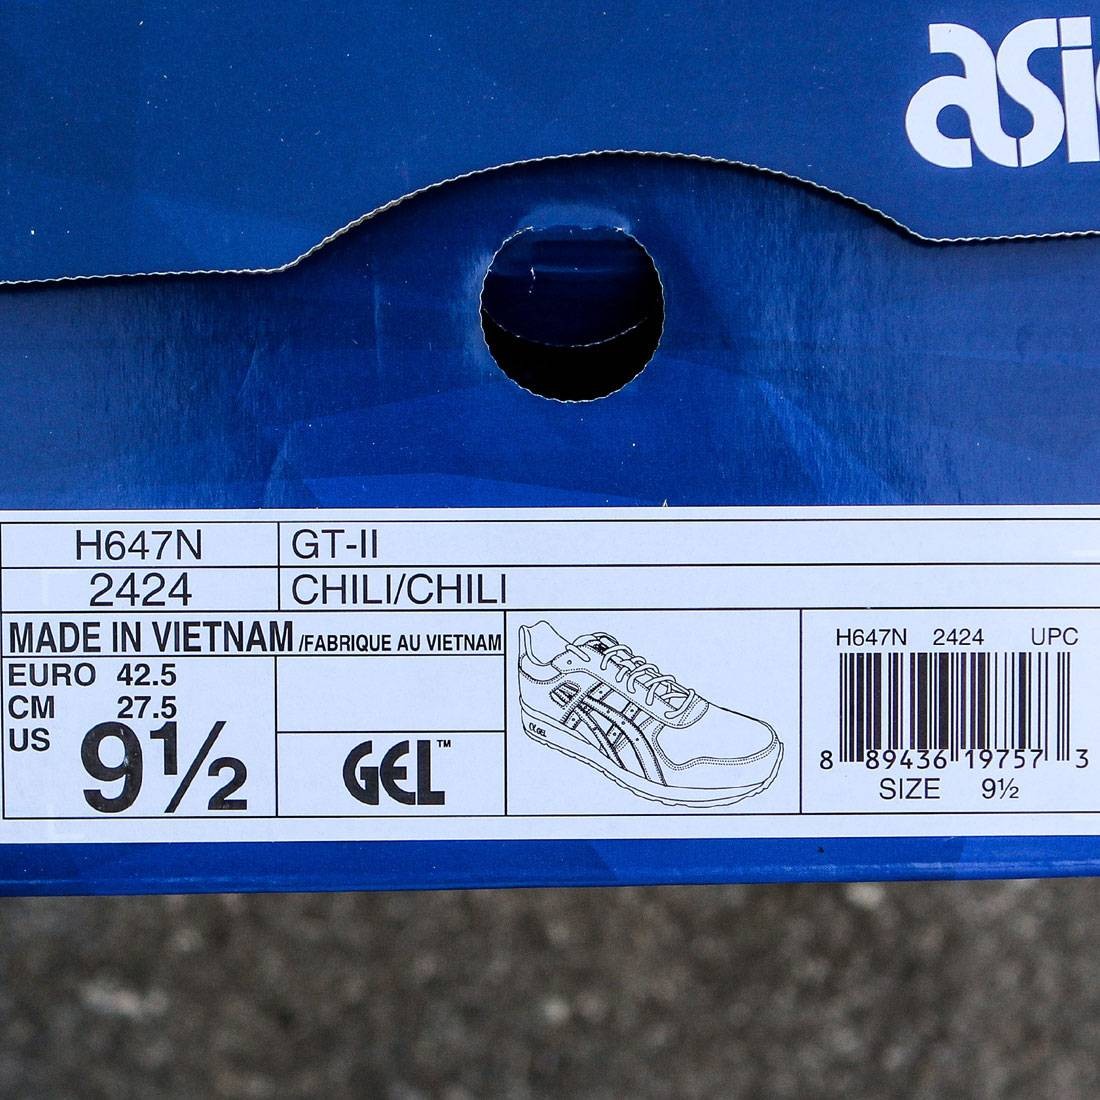 asi
H647N GT-II
2424 CHILI/CHILI
MADE IN VIETNAM/FABRIQUE AU VIETNAM
EURO 42.5
CM 27.5
US 9½
GEL™
H647N 2424 UPC
8 89436 19757 3
SIZE 9½